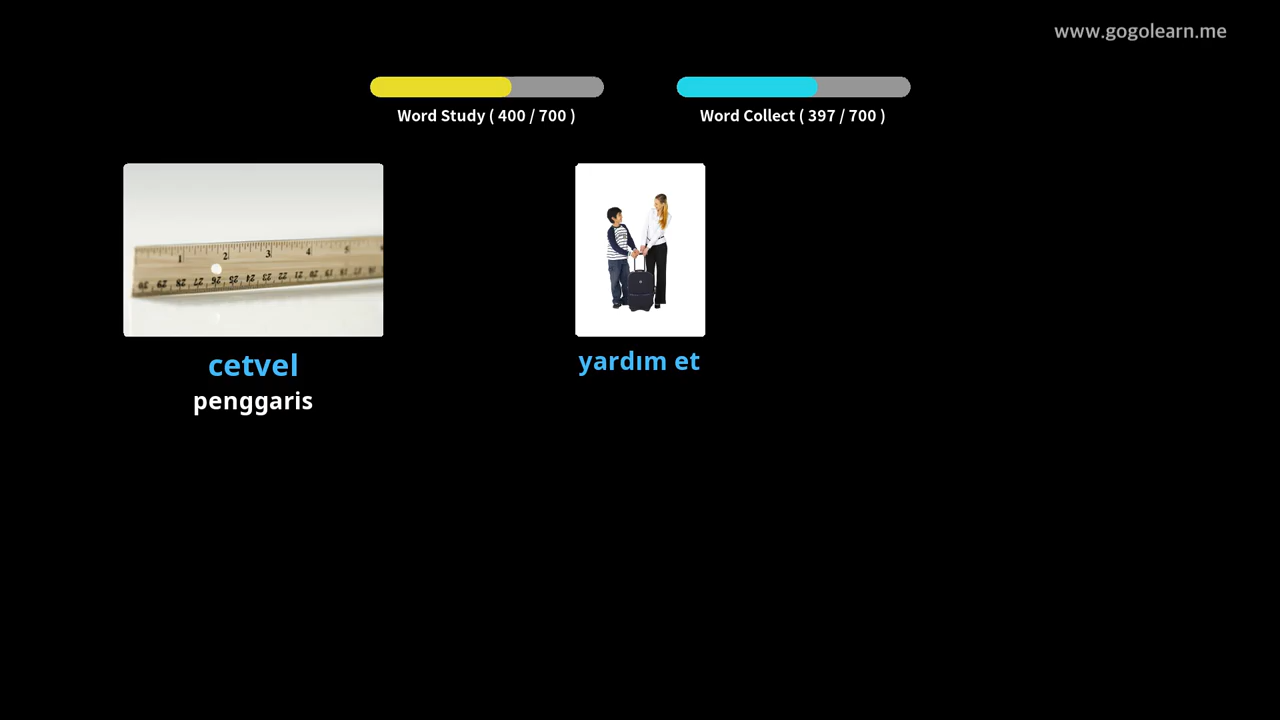 www.gogolearn.me
Word Study ( 400 / 700 )
Word Collect ( 397 / 700 )
cetvel
penggaris
yardım et